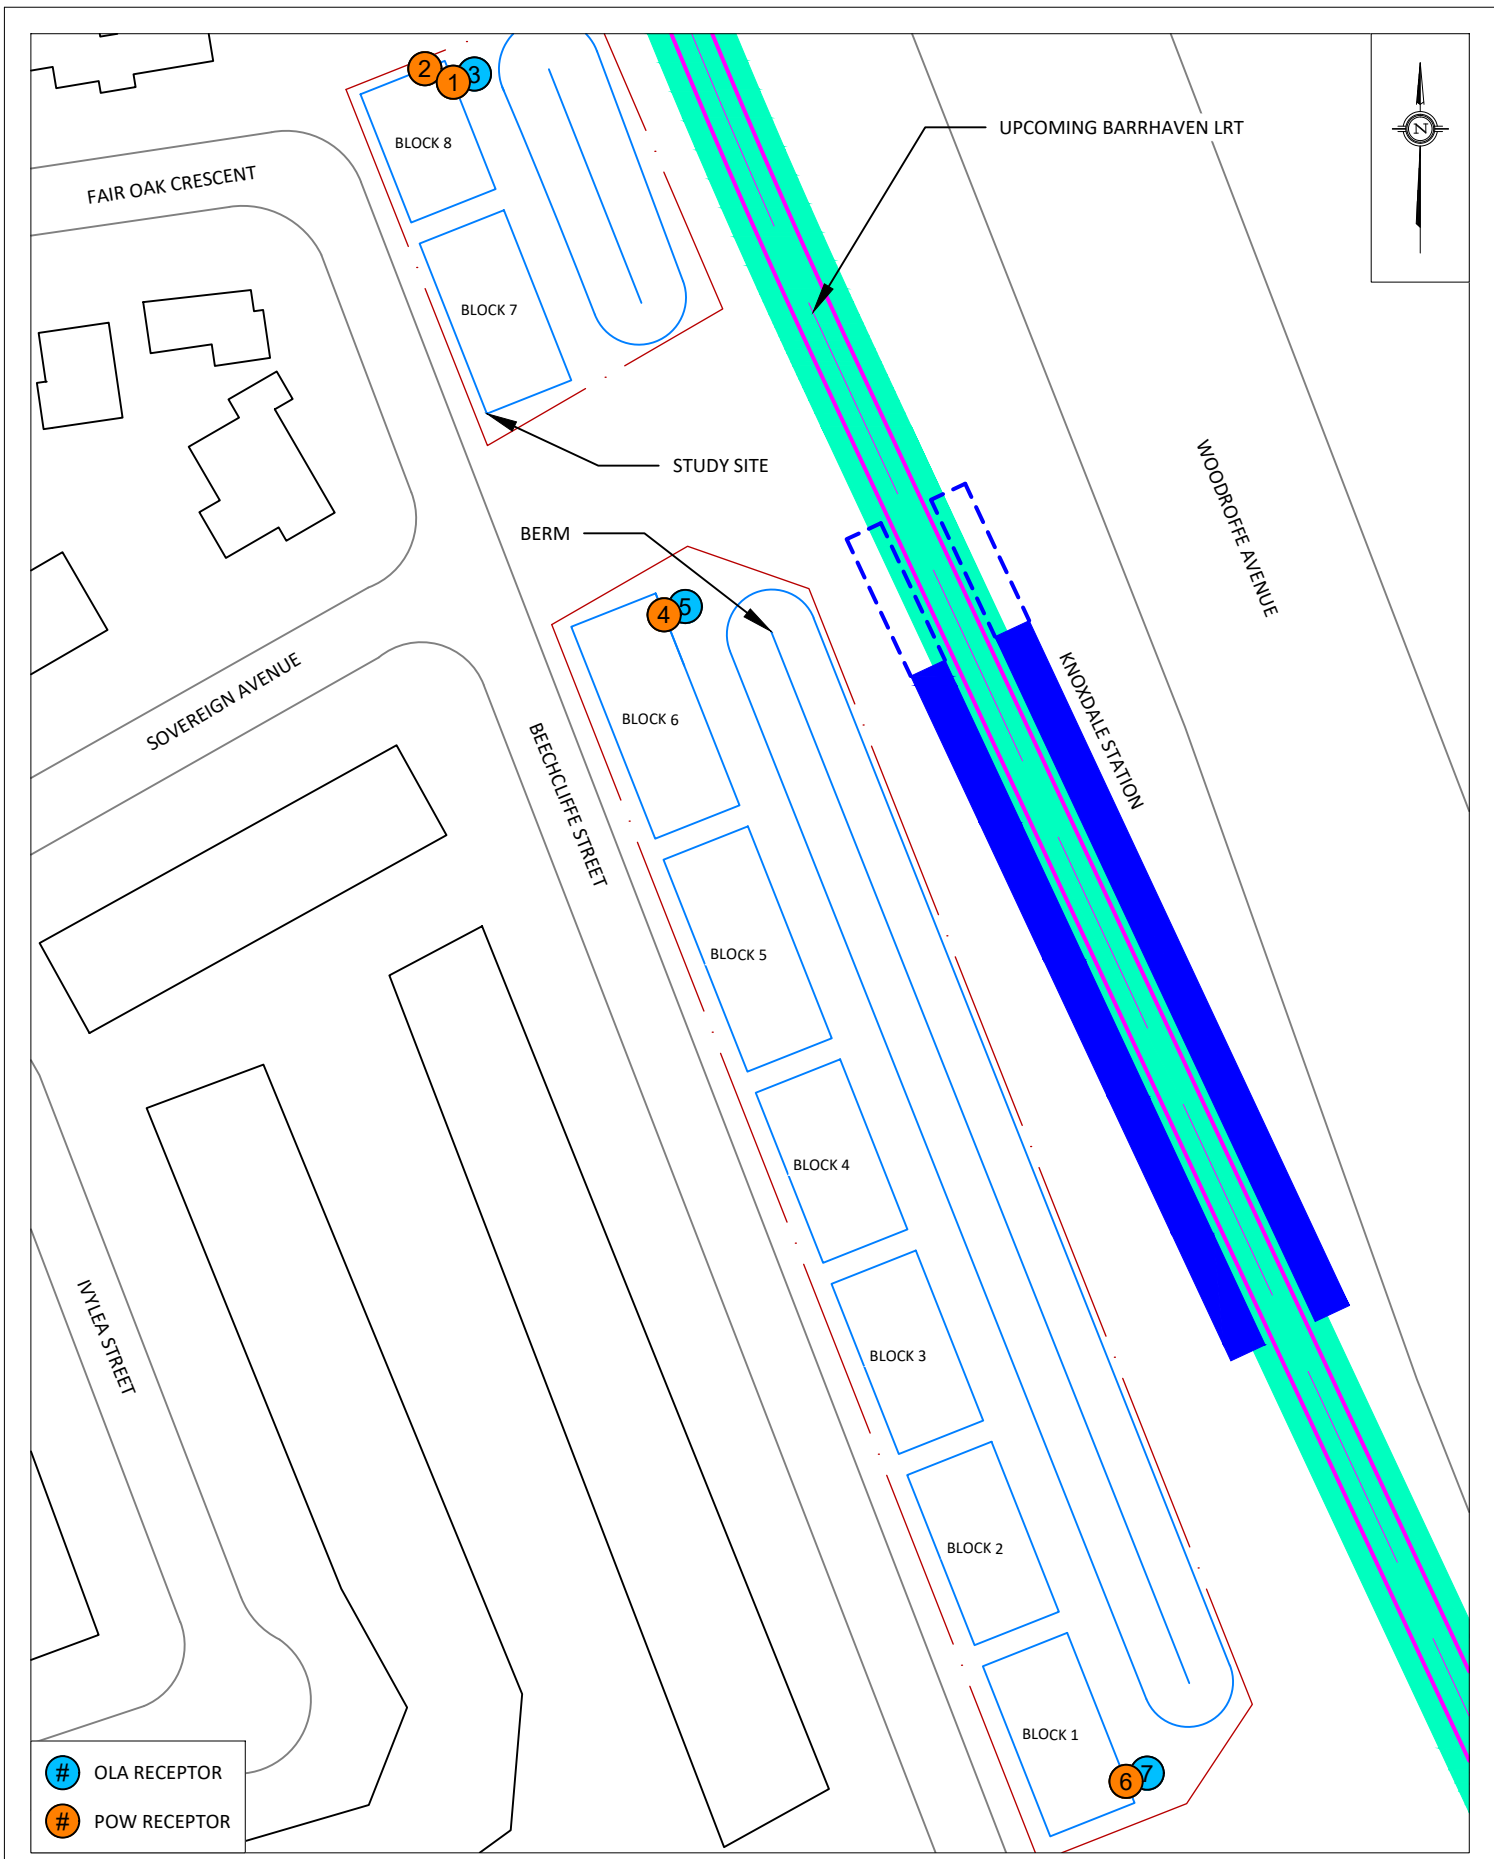 2
1
3
BLOCK 8
UPCOMING BARRHAVEN LRT
N
FAIR OAK CRESCENT
BLOCK 7
STUDY SITE
BERM
WOODROFFE AVENUE
4
5
SOVEREIGN AVENUE
BLOCK 6
KNOXDALE STATION
BEECHCLIFFE STREET
BLOCK 5
BLOCK 4
IVYLEA STREET
BLOCK 3
BLOCK 2
BLOCK 1
6
7
# OLA RECEPTOR
# POW RECEPTOR